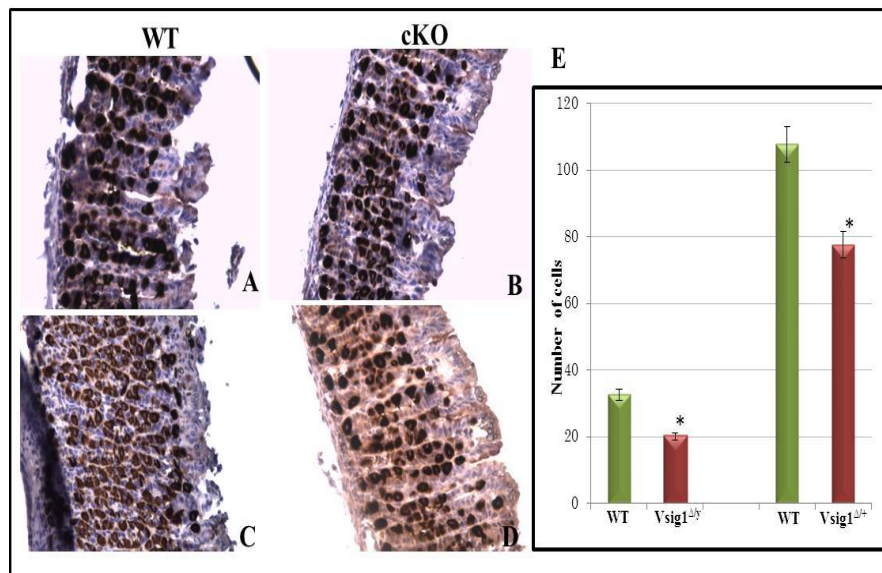 WT
cKO
A
B
C
D
E
Number of cells
120
100
80
60
40
20
0
*
*
WT
Vsig1Δ/y
WT
Vsig1Δ/+